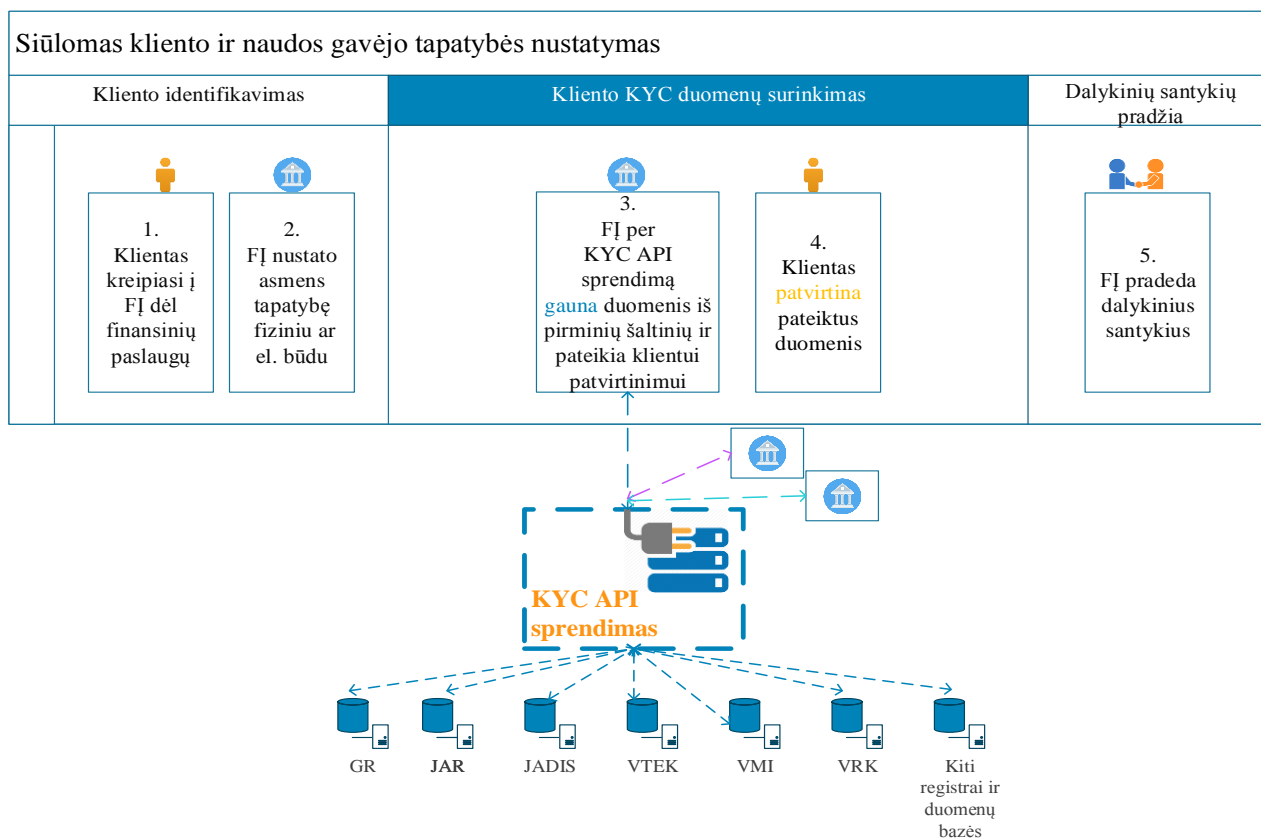 Siūlomas kliento ir naudos gavėjo tapatybės nustatymas
Kliento identifikavimas
Kliento KYC duomenų surinkimas
Dalykinių santykių
pradžia
1.
Klientas
kreipiasi į
FĮ dėl
finansinių
paslaugų
2.
FĮ nustato
asmens
tapatybę
fiziniu ar
el. būdu
3.
FĮ per
KYC API
sprendimą
gauna duomenis iš
pirminių šaltinių ir
pateikia klientui
patvirtinimui
4.
Klientas
patvirtina
pateiktus
duomenis
5.
FĮ pradeda
dalykinius
santykius
KYC API
sprendimas
GR
JAR
JADIS
VTEK
VMI
VRK
Kiti
registrai ir
duomenų
bazės